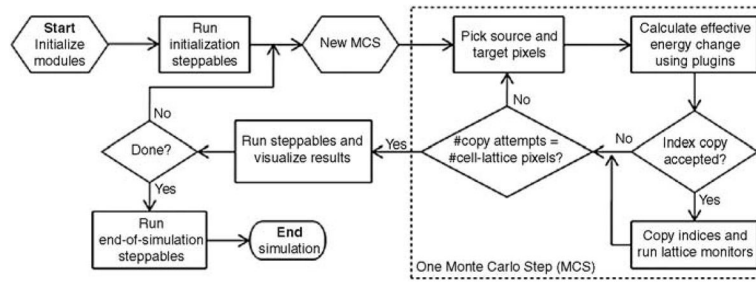 Start
Initialize
modules
Run
initialization
steppables
New MCS
Pick source and
target pixels
Calculate effective
energy change
using plugins
No
No
No
Done?
Run steppables and
visualize results
Yes
#copy attempts =
#cell-lattice pixels?
Index copy
accepted?
Yes
Yes
Run
end-of-simulation
steppables
End
simulation
Copy indices and
run lattice monitors
One Monte Carlo Step (MCS)